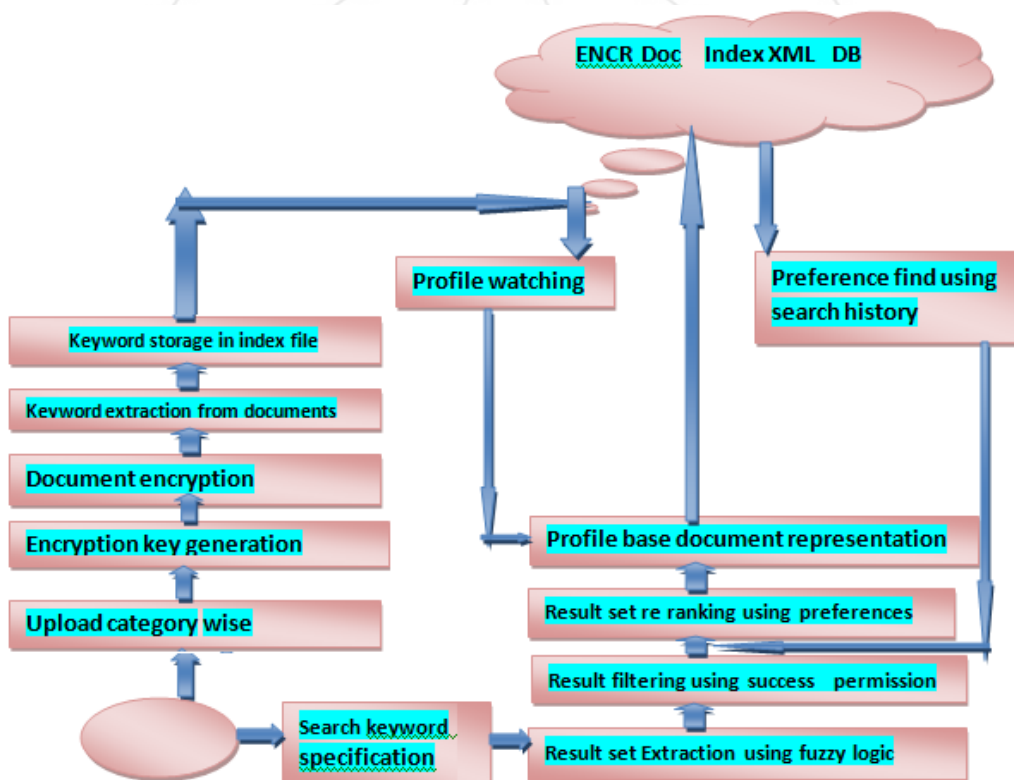 ENCR Doc Index XML DB
Profile watching
Preference find using
search history
Keyword storage in index file
Keyword extraction from documents
Document encryption
Encryption key generation
Upload category wise
Profile base document representation
Result set re ranking using preferences
Result filtering using success permission
Search keyword
specification
Result set Extraction using fuzzy logic